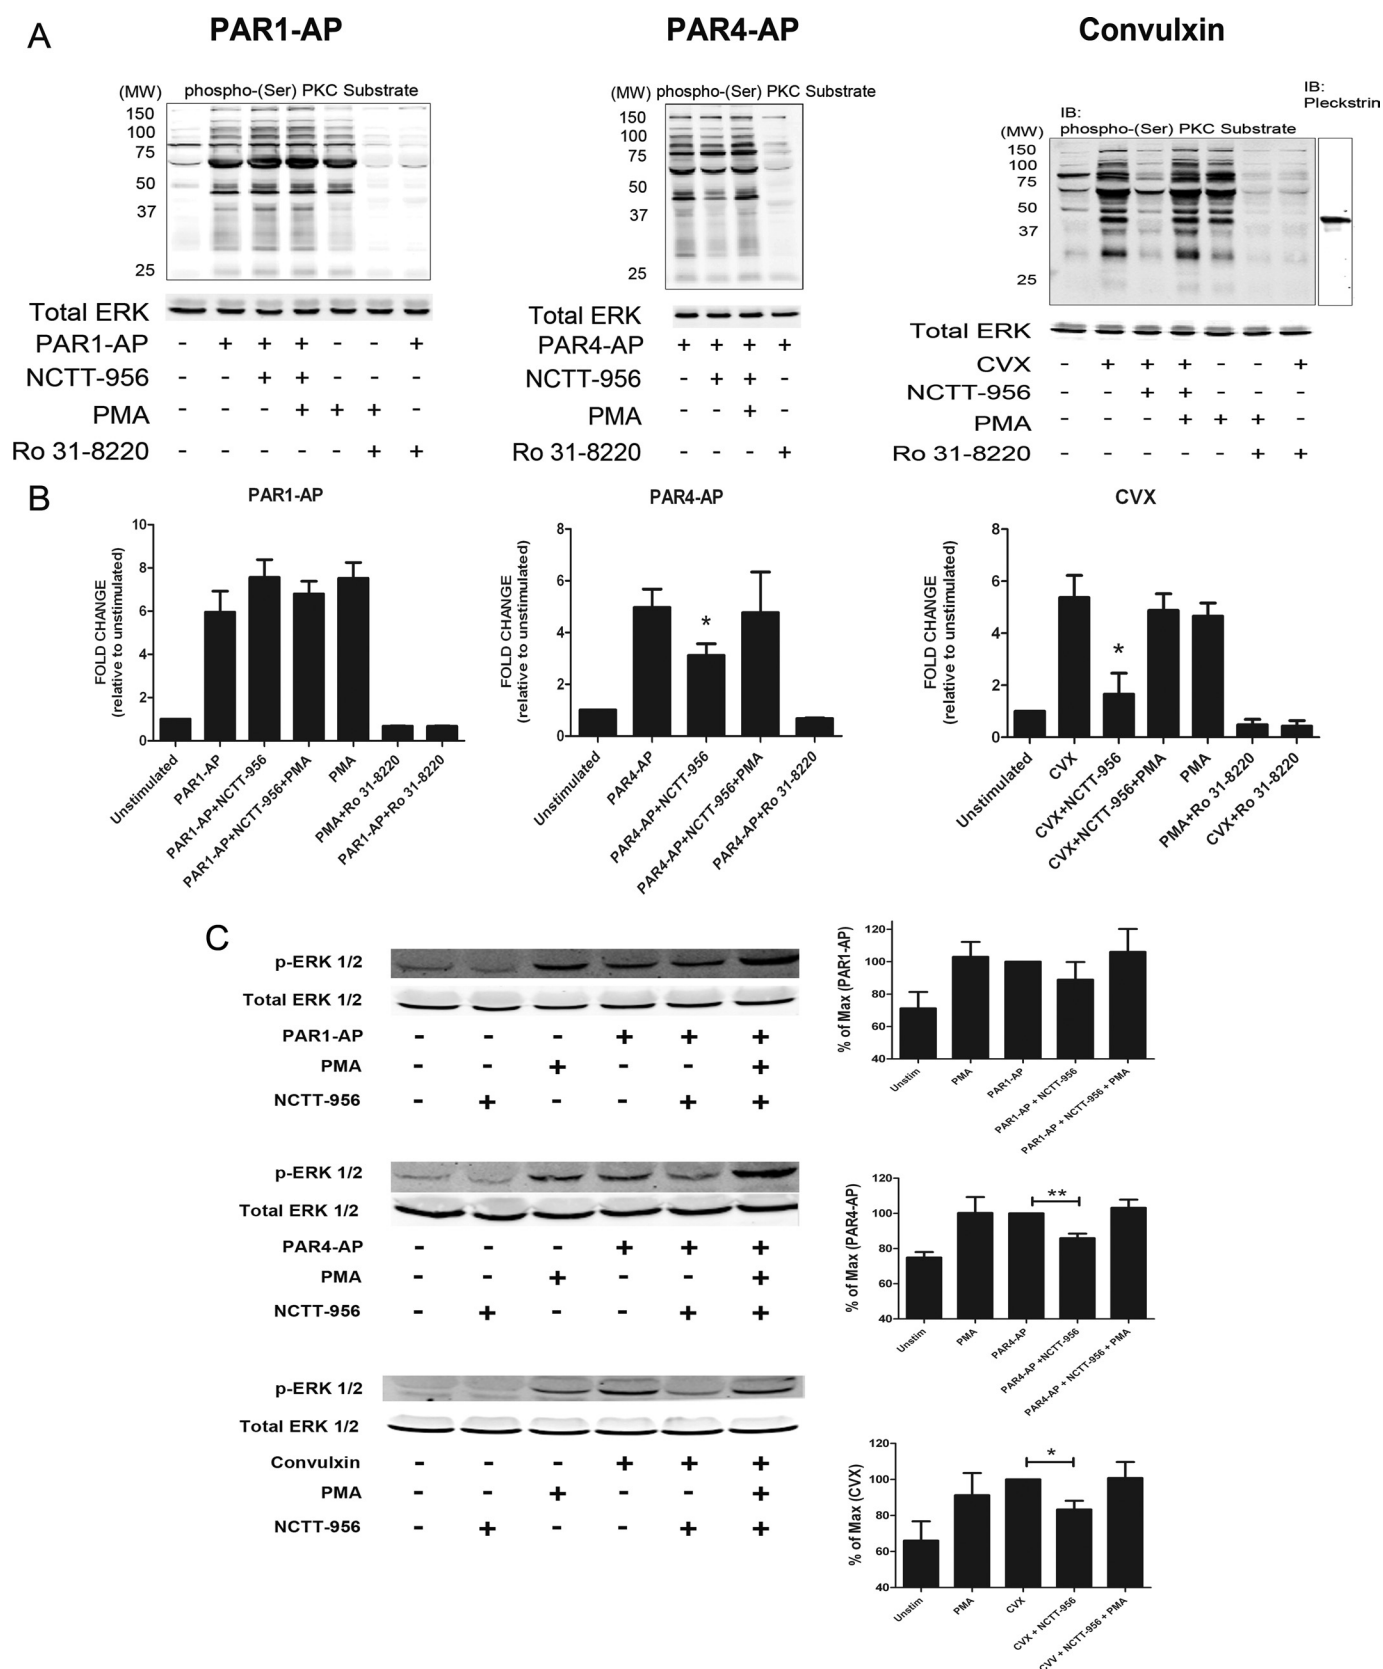 A
PAR1-AP
PAR4-AP
Convulxin
(MW)
phospho-(Ser) PKC Substrate
150
100
75
50
37
25
Total ERK
PAR1-AP - + + + - - +
NCTT-956 - - + + - - -
PMA - - - + + + -
Ro 31-8220 - - - - - + +
(MW)
phospho-(Ser) PKC Substrate
150
100
75
50
37
25
Total ERK
PAR4-AP + + + +
NCTT-956 - + + -
PMA - - + -
Ro 31-8220 - - - +
IB:
Pleckstrin
IB:
(MW)
phospho-(Ser) PKC Substrate
150
100
75
50
37
25
Total ERK
CVX - + + + - - +
NCTT-956 - - + + - - -
PMA - - - + + + -
Ro 31-8220 - - - - - + +
B
PAR1-AP
FOLD CHANGE
(relative to unstimulated)
10
8
6
4
2
0
Unstimulated
PAR1-AP
PAR1-AP+NCTT-956
PAR1-AP+NCTT-956+PMA
PMA
PMA+Ro 31-8220
PAR1-AP+Ro 31-8220
PAR4-AP
FOLD CHANGE
(relative to unstimulated)
8
6
4
2
0
*
Unstimulated
PAR4-AP
PAR4-AP+NCTT-956
PAR4-AP+NCTT-956+PMA
PAR4-AP+Ro 31-8220
CVX
FOLD CHANGE
(relative to unstimulated)
8
6
4
2
0
*
Unstimulated
CVX
CVX+NCTT-956
CVX+NCTT-956+PMA
PMA
PMA+Ro 31-8220
CVX+Ro 31-8220
C
p-ERK 1/2
Total ERK 1/2
PAR1-AP - - - + + +
PMA - - + - - +
NCTT-956 - + - - + +
% of Max (PAR1-AP)
120
100
80
60
40
Unstim
PMA
PAR1-AP
PAR1-AP + NCTT-956
PAR1-AP + NCTT-956 + PMA
p-ERK 1/2
Total ERK 1/2
PAR4-AP - - - + + +
PMA - - + - - +
NCTT-956 - + - - + +
% of Max (PAR4-AP)
120
100
80
60
40
**
Unstim
PMA
PAR4-AP
PAR4-AP +NCTT-956
PAR4-AP + NCTT-956 + PMA
p-ERK 1/2
Total ERK 1/2
Convulxin - - - + + +
PMA - - + - - +
NCTT-956 - + - - + +
% of Max (CVX)
120
100
80
60
40
*
Unstim
PMA
CVX
CVX + NCTT-956
CVV + NCTT-956 + PMA